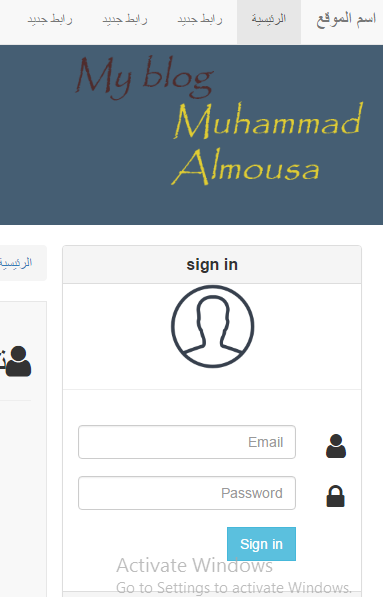 اسم الموقع الرئيسية رابط جديد رابط جديد رابط جديد
My blog
Muhammad
Almousa
الرئيسية
sign in
Email
Password
Sign in
Activate Windows
Go to Settings to activate Windows.